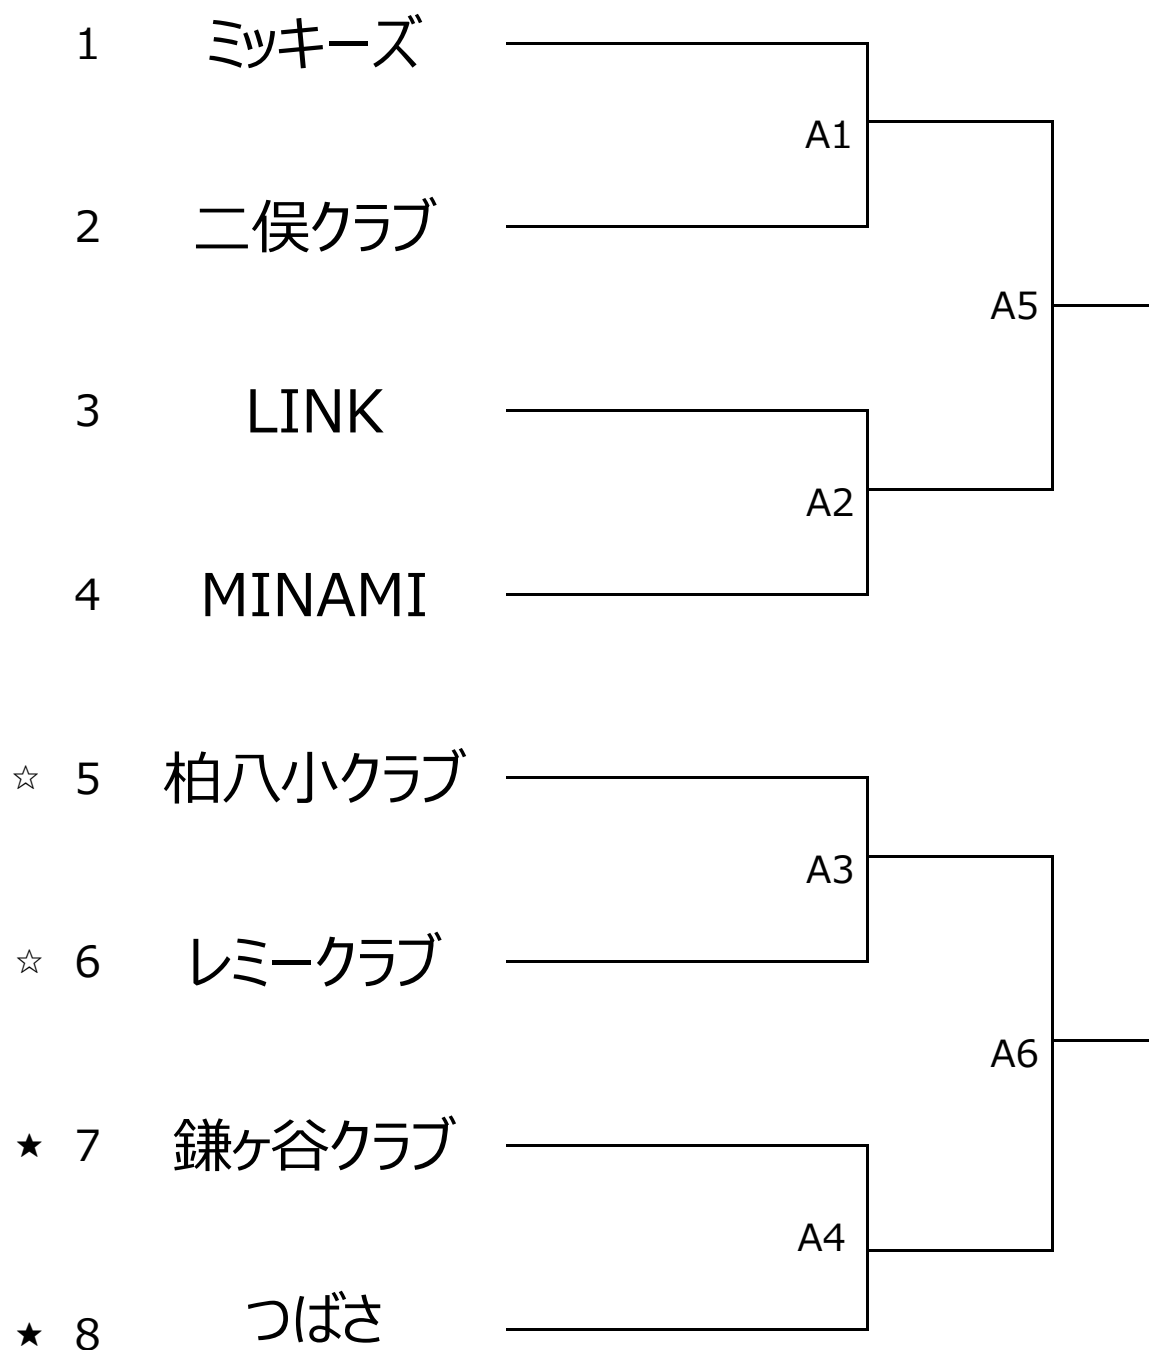 1 ミッキーズ
A1
2 二俣クラブ
A5
3 LINK
A2
4 MINAMI
☆ 5 柏八小クラブ
A3
☆ 6 レミークラブ
A6
★ 7 鎌ヶ谷クラブ
A4
★ 8 つばさ